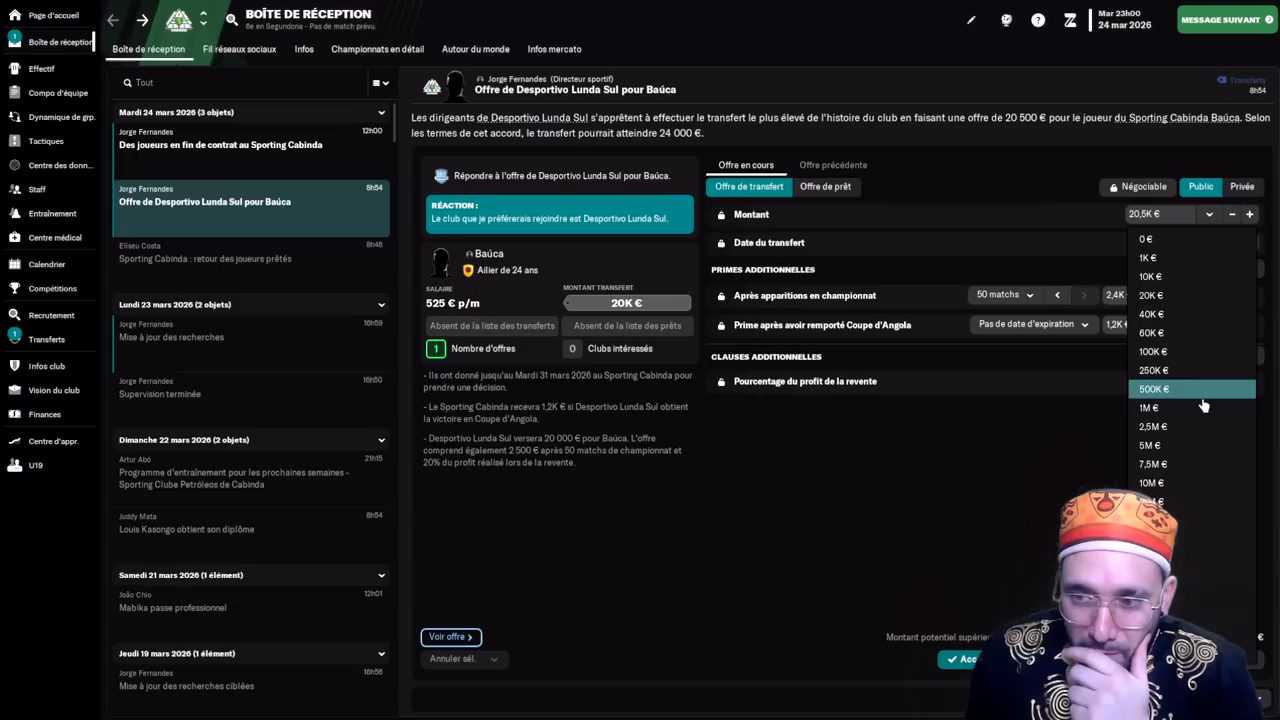 Page d'accueil
1
Boîte de réception
Effectif
Compo d'équipe
Dynamique de grp.
Tactiques
Centre des donn...
Staff
Entraînement
Centre médical
Calendrier
Compétitions
Recrutement
1
Transferts
Infos club
Vision du club
Finances
Centre d'appr.
U19
BOÎTE DE RÉCEPTION
6e en Segundona - Pas de match prévu.
Mar 23h00
24 mar 2026
MESSAGE SUIVANT
Boîte de réception
Fil réseaux sociaux
Infos
Championnats en détail
Autour du monde
Infos mercato
Tout
Mardi 24 mars 2026 (3 objets)
Jorge Fernandes 12h00
Des joueurs en fin de contrat au Sporting Cabinda
Jorge Fernandes 8h54
Offre de Desportivo Lunda Sul pour Baúca
Eliseu Costa 8h46
Sporting Cabinda : retour des joueurs prêtés
Lundi 23 mars 2026 (2 objets)
Jorge Fernandes 16h59
Mise à jour des recherches
Jorge Fernandes 16h50
Supervision terminée
Dimanche 22 mars 2026 (2 objets)
Artur Abó 21h15
Programme d'entraînement pour les prochaines semaines -
Sporting Clube Petróleos de Cabinda
Juddy Mata 8h54
Louis Kasongo obtient son diplôme
Samedi 21 mars 2026 (1 élément)
João Chio 12h01
Mabika passe professionnel
Jeudi 19 mars 2026 (1 élément)
Jorge Fernandes 16h56
Mise à jour des recherches ciblées
Jorge Fernandes (Directeur sportif)
Offre de Desportivo Lunda Sul pour Baúca
Transferts
8h54
Les dirigeants de Desportivo Lunda Sul s'apprêtent à effectuer le transfert le plus élevé de l'histoire du club en faisant une offre de 20 500 € pour le joueur du Sporting Cabinda Baúca. Selon
les termes de cet accord, le transfert pourrait atteindre 24 000 €.
Répondre à l'offre de Desportivo Lunda Sul pour Baúca.
RÉACTION :
Le club que je préférerais rejoindre est Desportivo Lunda Sul.
Baúca
Ailier de 24 ans
SALAIRE
525 € p/m
MONTANT TRANSFERT
20K €
Absent de la liste des transferts
Absent de la liste des prêts
1 Nombre d'offres
0 Clubs intéressés
- Ils ont donné jusqu'au Mardi 31 mars 2026 au Sporting Cabinda pour
prendre une décision.
- Le Sporting Cabinda recevra 1,2K € si Desportivo Lunda Sul obtient
la victoire en Coupe d'Angola.
- Desportivo Lunda Sul versera 20 000 € pour Baúca. L'offre
comprend également 2 500 € après 50 matchs de championnat et
20% du profit réalisé lors de la revente.
Voir offre
Annuler sél.
Offre en cours
Offre précédente
Offre de transfert
Offre de prêt
Négociable
Public
Privée
Montant
20,5K €
Date du transfert
PRIMES ADDITIONNELLES
Après apparitions en championnat
50 matchs
2,4K
Prime après avoir remporté Coupe d'Angola
Pas de date d'expiration
1,2K €
CLAUSES ADDITIONNELLES
Pourcentage du profit de la revente
0 €
1K €
10K €
20K €
40K €
60K €
100K €
250K €
500K €
1M €
2,5M €
5M €
7,5M €
10M €
Montant potentiel
€